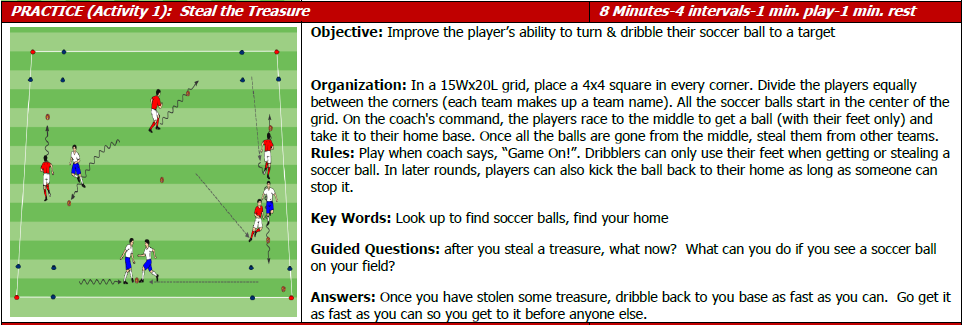 PRACTICE (Activity 1): Steal the Treasure
8 Minutes-4 intervals-1 min. play-1 min. rest
Objective: Improve the player's ability to turn & dribble their soccer ball to a target
Organization: In a 15Wx20L grid, place a 4x4 square in every corner. Divide the players equally
between the corners (each team makes up a team name). All the soccer balls start in the center of the
grid. On the coach's command, the players race to the middle to get a ball (with their feet only) and
take it to their home base. Once all the balls are gone from the middle, steal them from other teams.
Rules: Play when coach says, "Game On!". Dribblers can only use their feet when getting or stealing a
soccer ball. In later rounds, players can also kick the ball back to their home as long as someone can
stop it.
Key Words: Look up to find soccer balls, find your home
Guided Questions: after you steal a treasure, what now? What can you do if you see a soccer ball
on your field?
Answers: Once you have stolen some treasure, dribble back to you base as fast as you can. Go get it
as fast as you can so you get to it before anyone else.